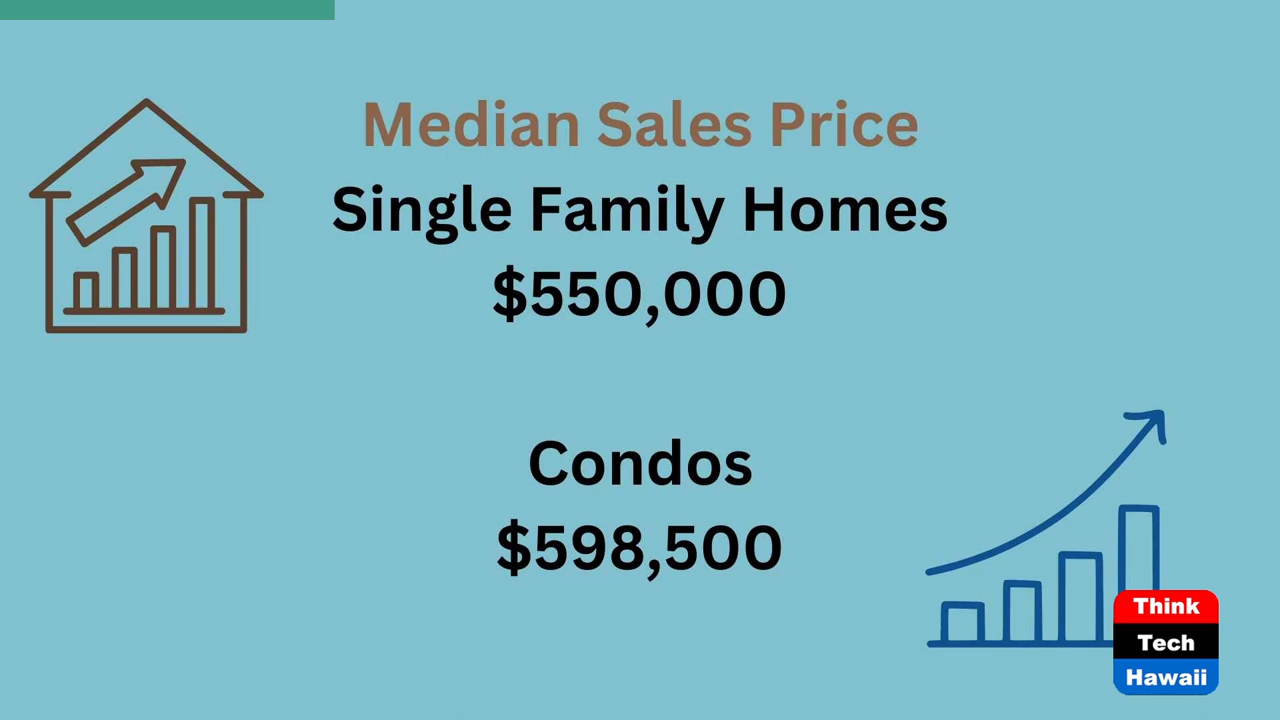 Median Sales Price
Single Family Homes
$550,000
Condos
$598,500
Think
Tech
Hawaii